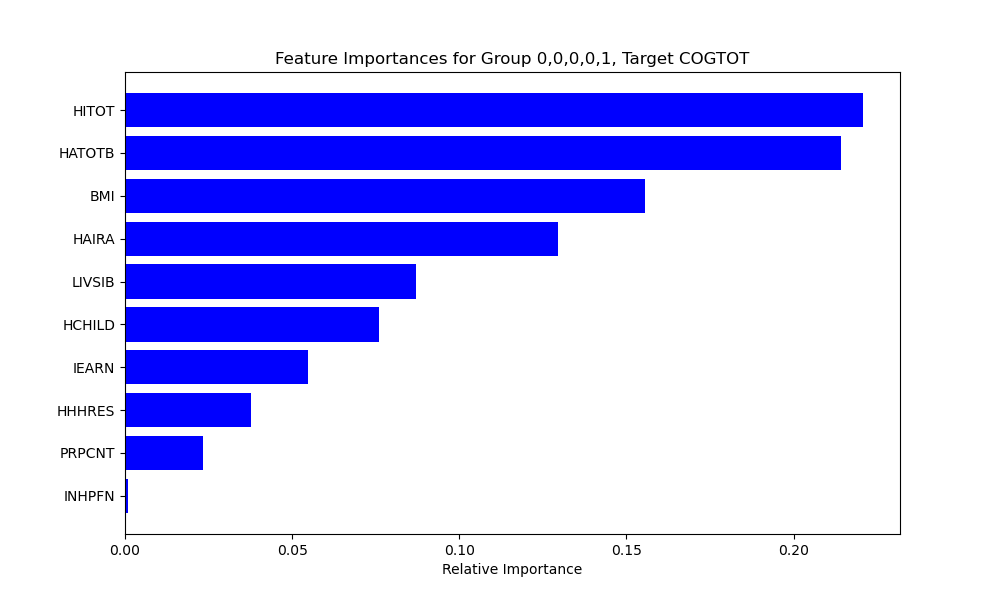 Feature Importances for Group 0,0,0,0,1, Target COGTOT
HITOT
HATOTB
BMI
HAIRA
LIVSIB
HCHILD
IEARN
HHHRES
PRPCNT
INHPFN
0.00 0.05 0.10 0.15 0.20
Relative Importance